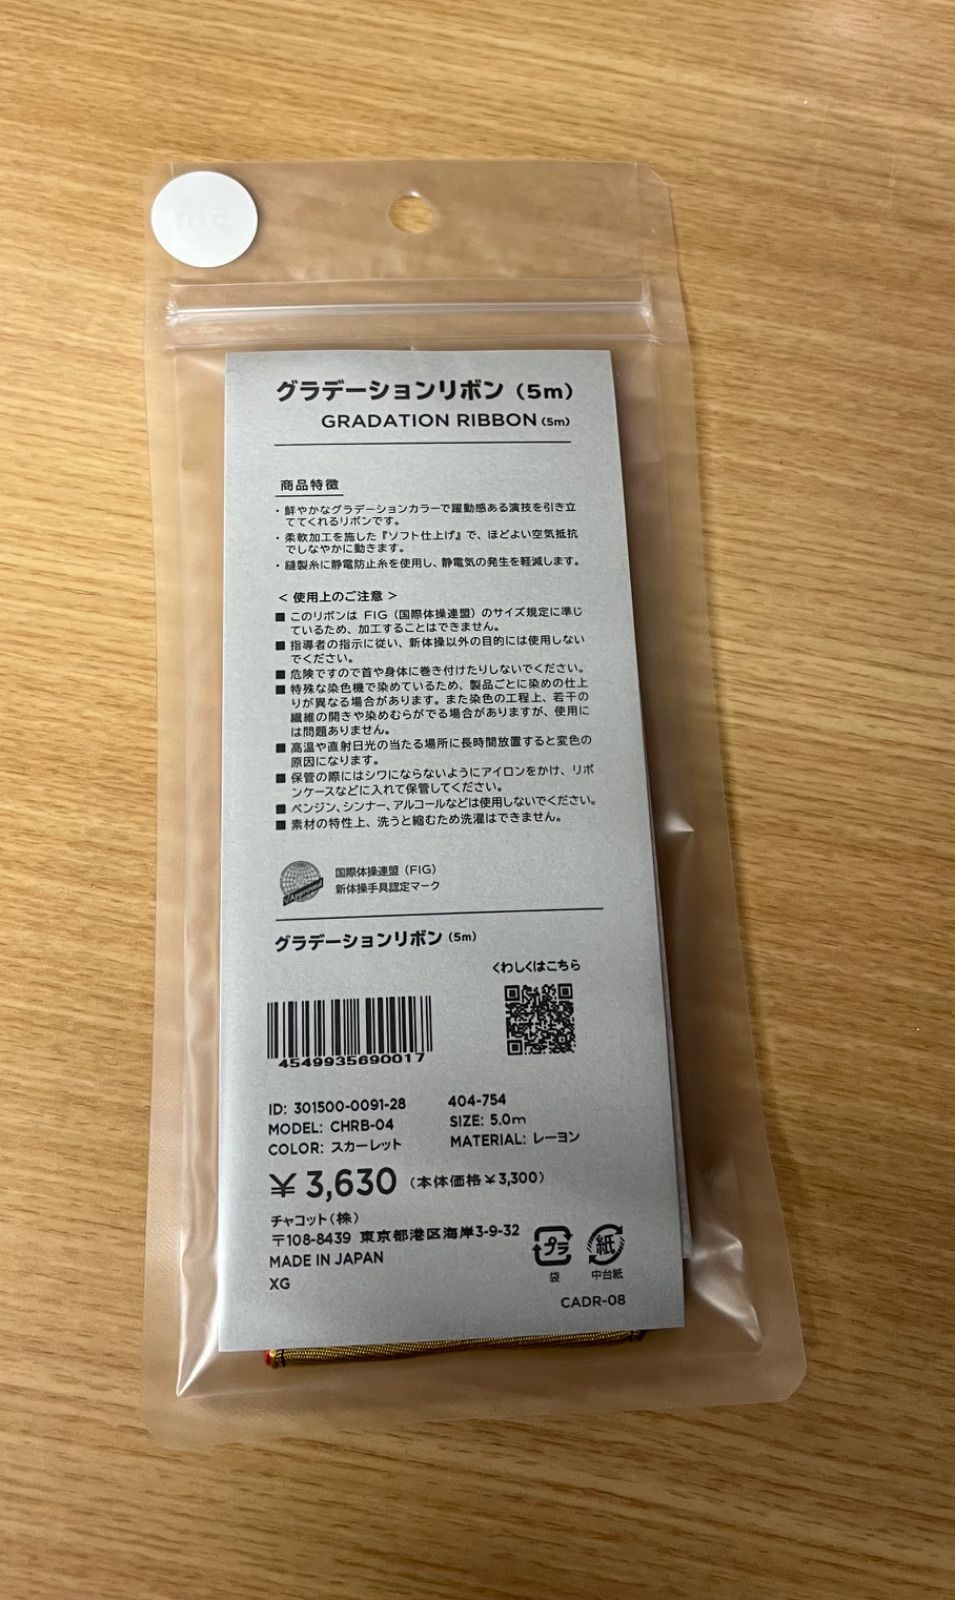 グラデーションリボン（5m）
GRADATION RIBBON（5m）
商品特徴
・鮮やかなグラデーションカラーで躍動感ある演技を引き立
ててくれるリボンです。
・柔軟加工を施した『ソフト仕上げ』で、ほどよい空気抵抗
でしなやかに動きます。
・縫製糸に静電防止糸を使用し、静電気の発生を軽減します。
＜ 使用上のご注意 ＞
■ このリボンは FIG（国際体操連盟）のサイズ規定に準じ
ているため、加工することはできません。
■ 指導者の指示に従い、新体操以外の目的には使用しない
でください。
■ 危険ですので首や身体に巻き付けたりしないでください。
■ 特殊な染色機で染めているため、製品ごとに染めの仕上
りが異なる場合があります。また染色の工程上、若干の
繊維の開きや染めむらがでる場合がありますが、使用に
は問題ありません。
■ 高温や直射日光の当たる場所に長時間放置すると変色の
原因になります。
■ 保管の際にはシワにならないようにアイロンをかけ、リボ
ンケースなどに入れて保管してください。
■ ベンジン、シンナー、アルコールなどは使用しないでください。
■ 素材の特性上、洗うと縮むため洗濯はできません。
√Approved
国際体操連盟（FIG）
新体操手具認定マーク
グラデーションリボン（5m）
くわしくはこちら
4549935690017
ID: 301500-0091-28 404-754
MODEL: CHRB-04 SIZE: 5.0m
COLOR: スカーレット MATERIAL: レーヨン
¥ 3,630（本体価格¥3,300）
チャコット（株）
〒108-8439 東京都港区海岸3-9-32
MADE IN JAPAN
XG
プラ
袋
紙
中台紙
CADR-08